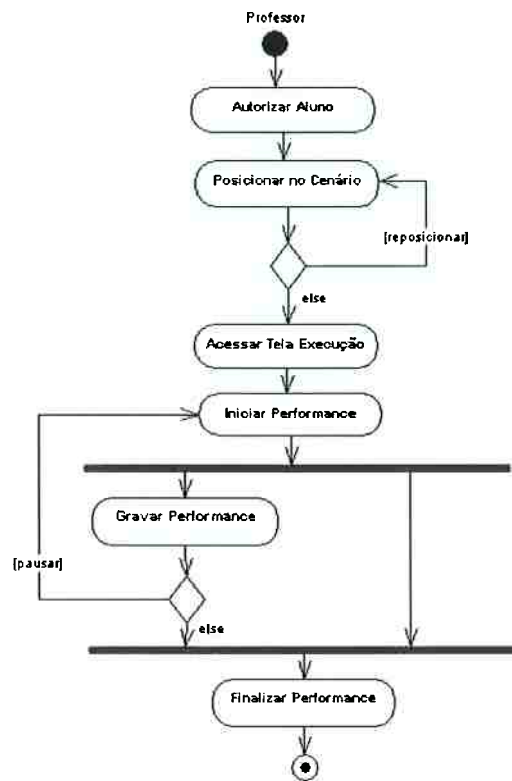 Professor
Autorizar Aluno
Posicionar no Cenário
[reposicionar]
else
Acessar Tela Execução
Iniciar Performance
Gravar Performance
[pausar]
else
Finalizar Performance